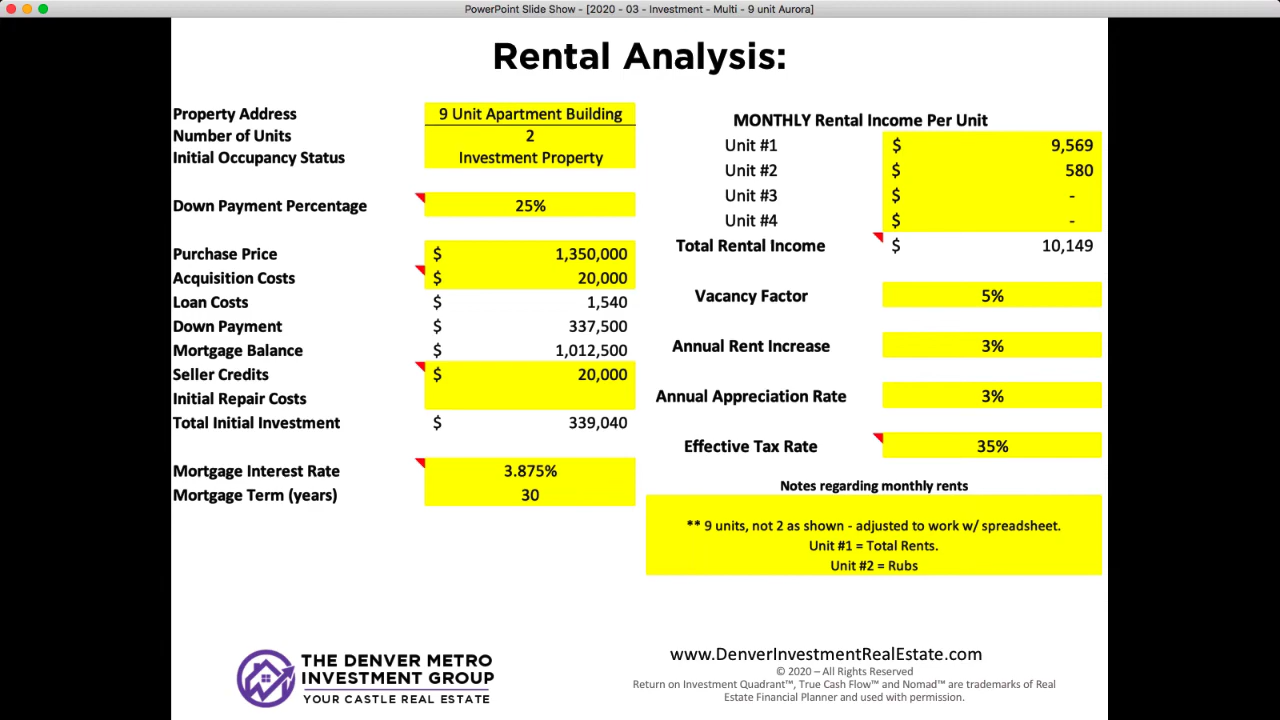 PowerPoint Slide Show - [2020 - 03 - Investment - Multi - 9 unit Aurora]
Rental Analysis:
Property Address 9 Unit Apartment Building
Number of Units 2
Initial Occupancy Status Investment Property
Down Payment Percentage 25%
Purchase Price $ 1,350,000
Acquisition Costs $ 20,000
Loan Costs $ 1,540
Down Payment $ 337,500
Mortgage Balance $ 1,012,500
Seller Credits $ 20,000
Initial Repair Costs
Total Initial Investment $ 339,040
Mortgage Interest Rate 3.875%
Mortgage Term (years) 30
MONTHLY Rental Income Per Unit
Unit #1 $ 9,569
Unit #2 $ 580
Unit #3 $ -
Unit #4 $ -
Total Rental Income $ 10,149
Vacancy Factor 5%
Annual Rent Increase 3%
Annual Appreciation Rate 3%
Effective Tax Rate 35%
Notes regarding monthly rents
** 9 units, not 2 as shown - adjusted to work w/ spreadsheet.
Unit #1 = Total Rents.
Unit #2 = Rubs
THE DENVER METRO
INVESTMENT GROUP
YOUR CASTLE REAL ESTATE
www.DenverInvestmentRealEstate.com
© 2020 – All Rights Reserved
Return on Investment Quadrant™, True Cash Flow™ and Nomad™ are trademarks of Real
Estate Financial Planner and used with permission.